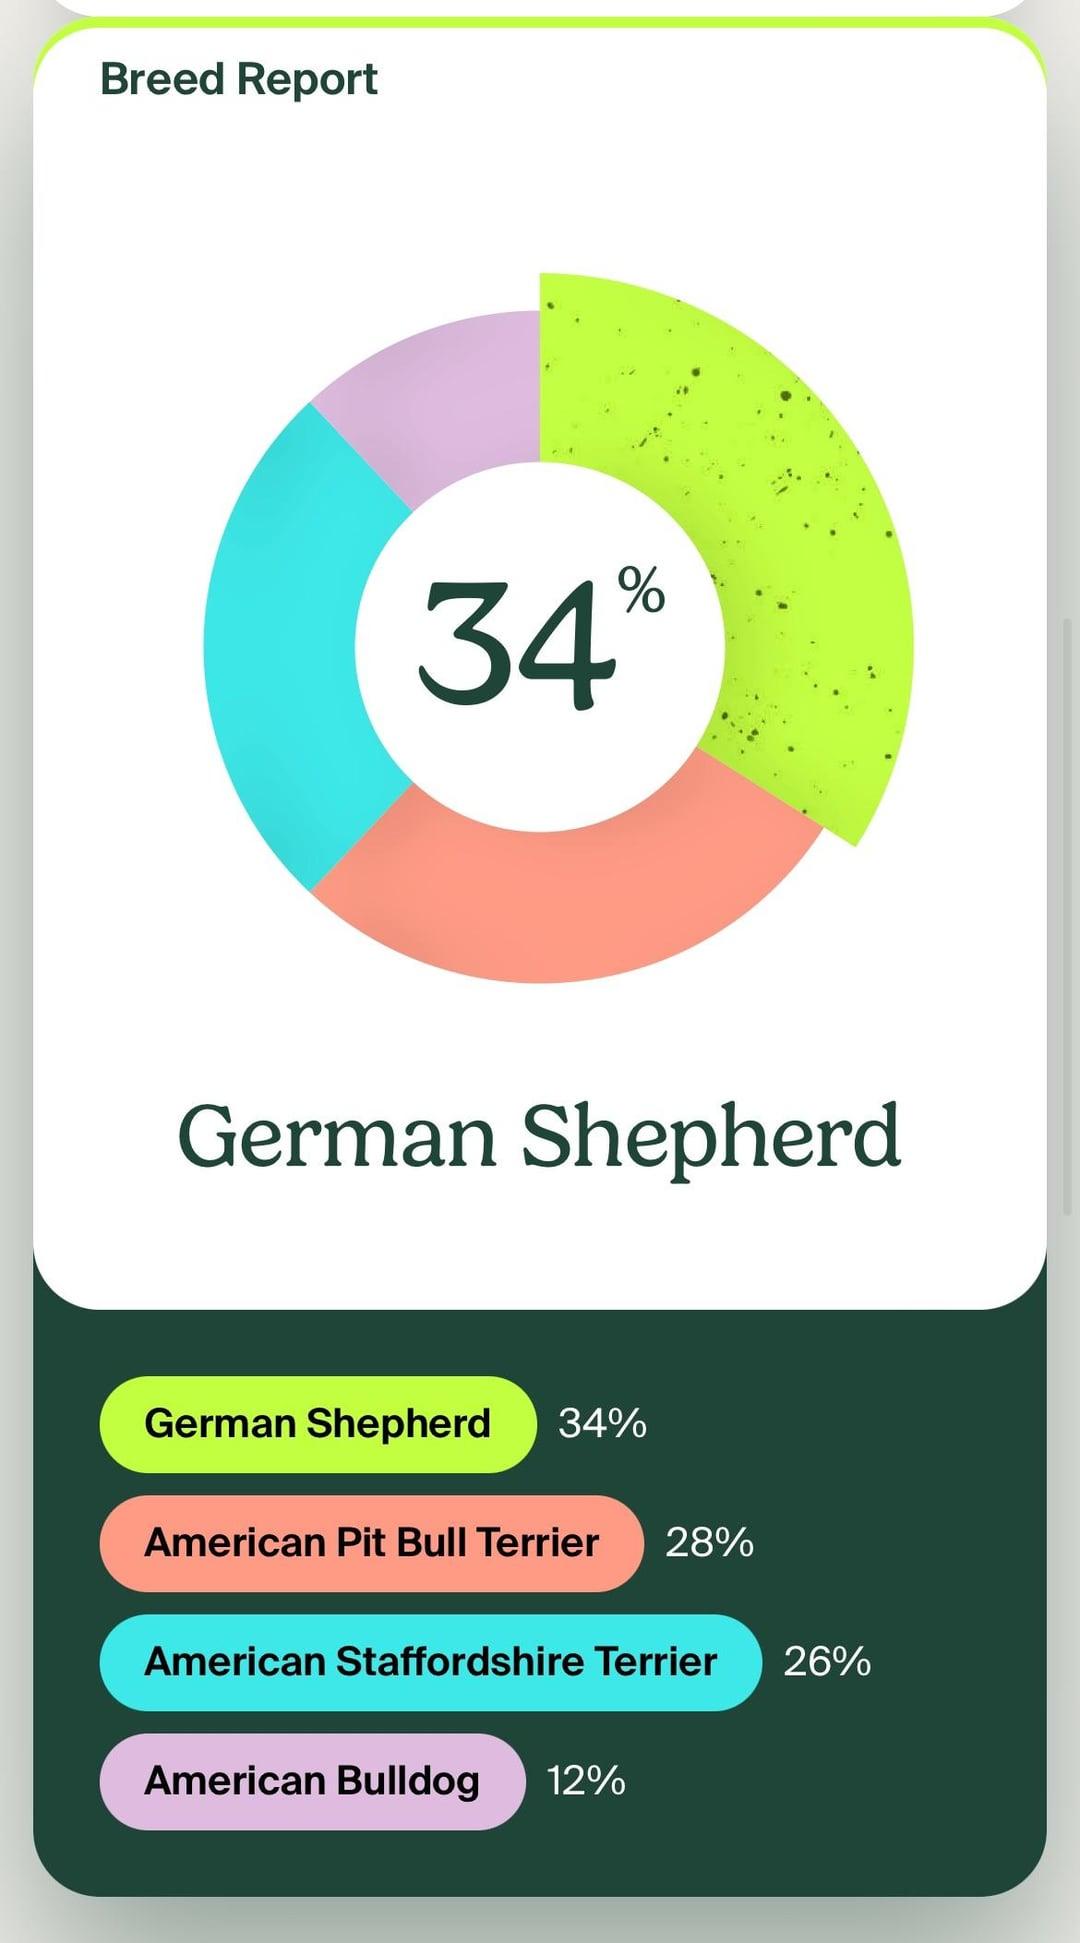 Breed Report
34%
German Shepherd
German Shepherd 34%
American Pit Bull Terrier 28%
American Staffordshire Terrier 26%
American Bulldog 12%